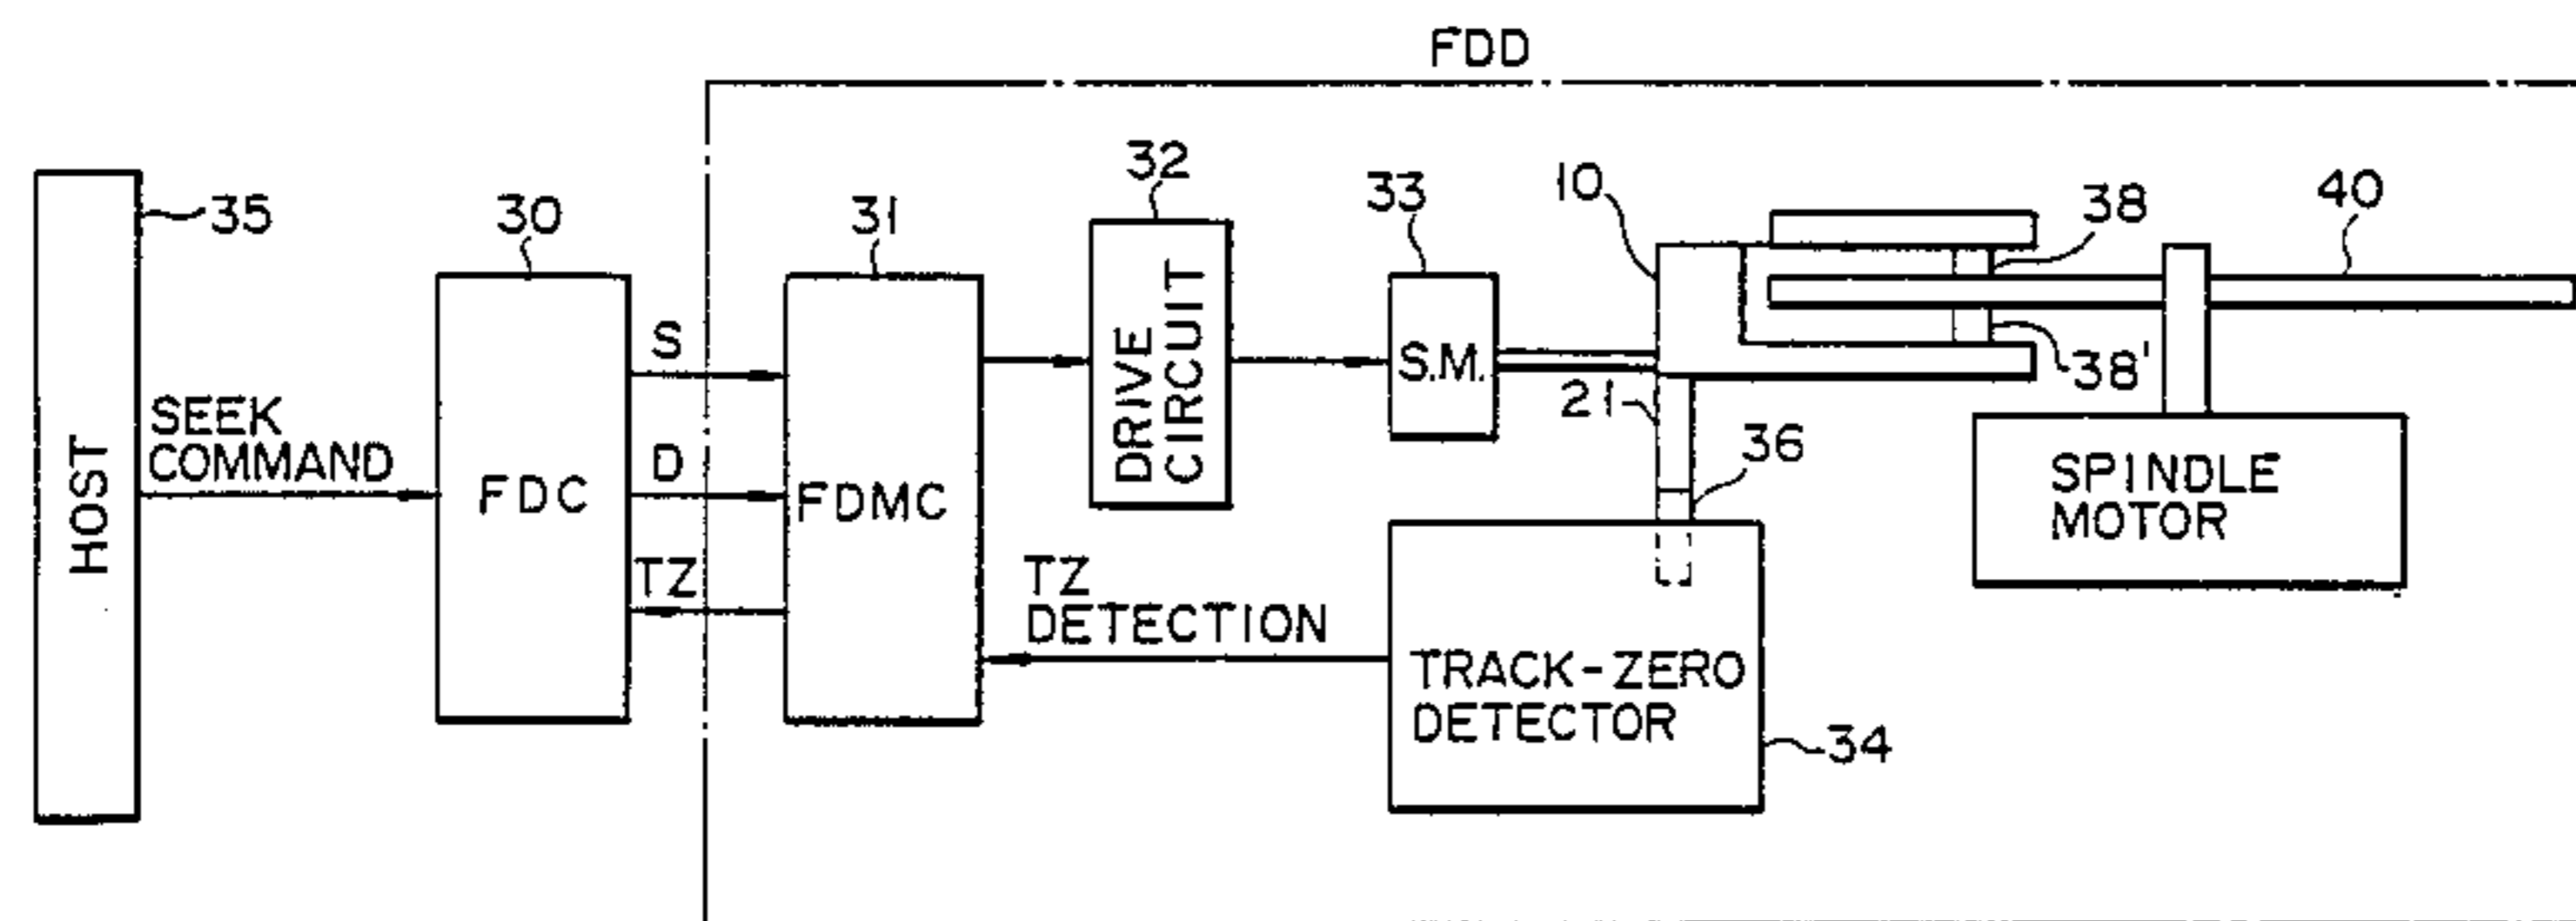 FDD
35
30
31
32
33
10
38
40
HOST
SEEK
COMMAND
FDC
S
D
TZ
FDMC
DRIVE
CIRCUIT
S.M.
21
36
38'
SPINDLE
MOTOR
TZ
DETECTION
TRACK-ZERO
DETECTOR
34